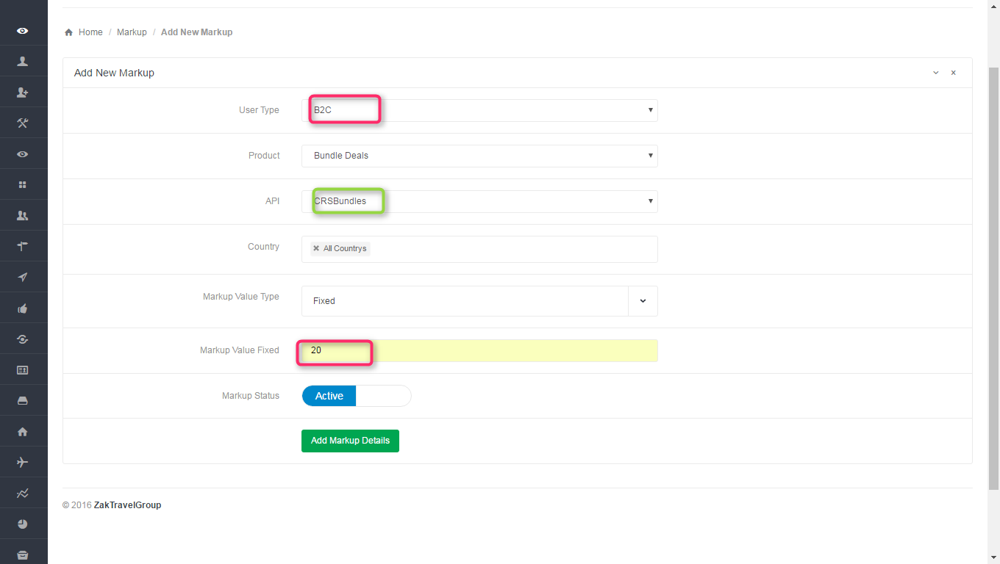 Home / Markup / Add New Markup
Add New Markup
User Type B2C
Product Bundle Deals
API CRSBundles
Country All Countrys
Markup Value Type Fixed
Markup Value Fixed 20
Markup Status Active
Add Markup Details
© 2016 ZakTravelGroup